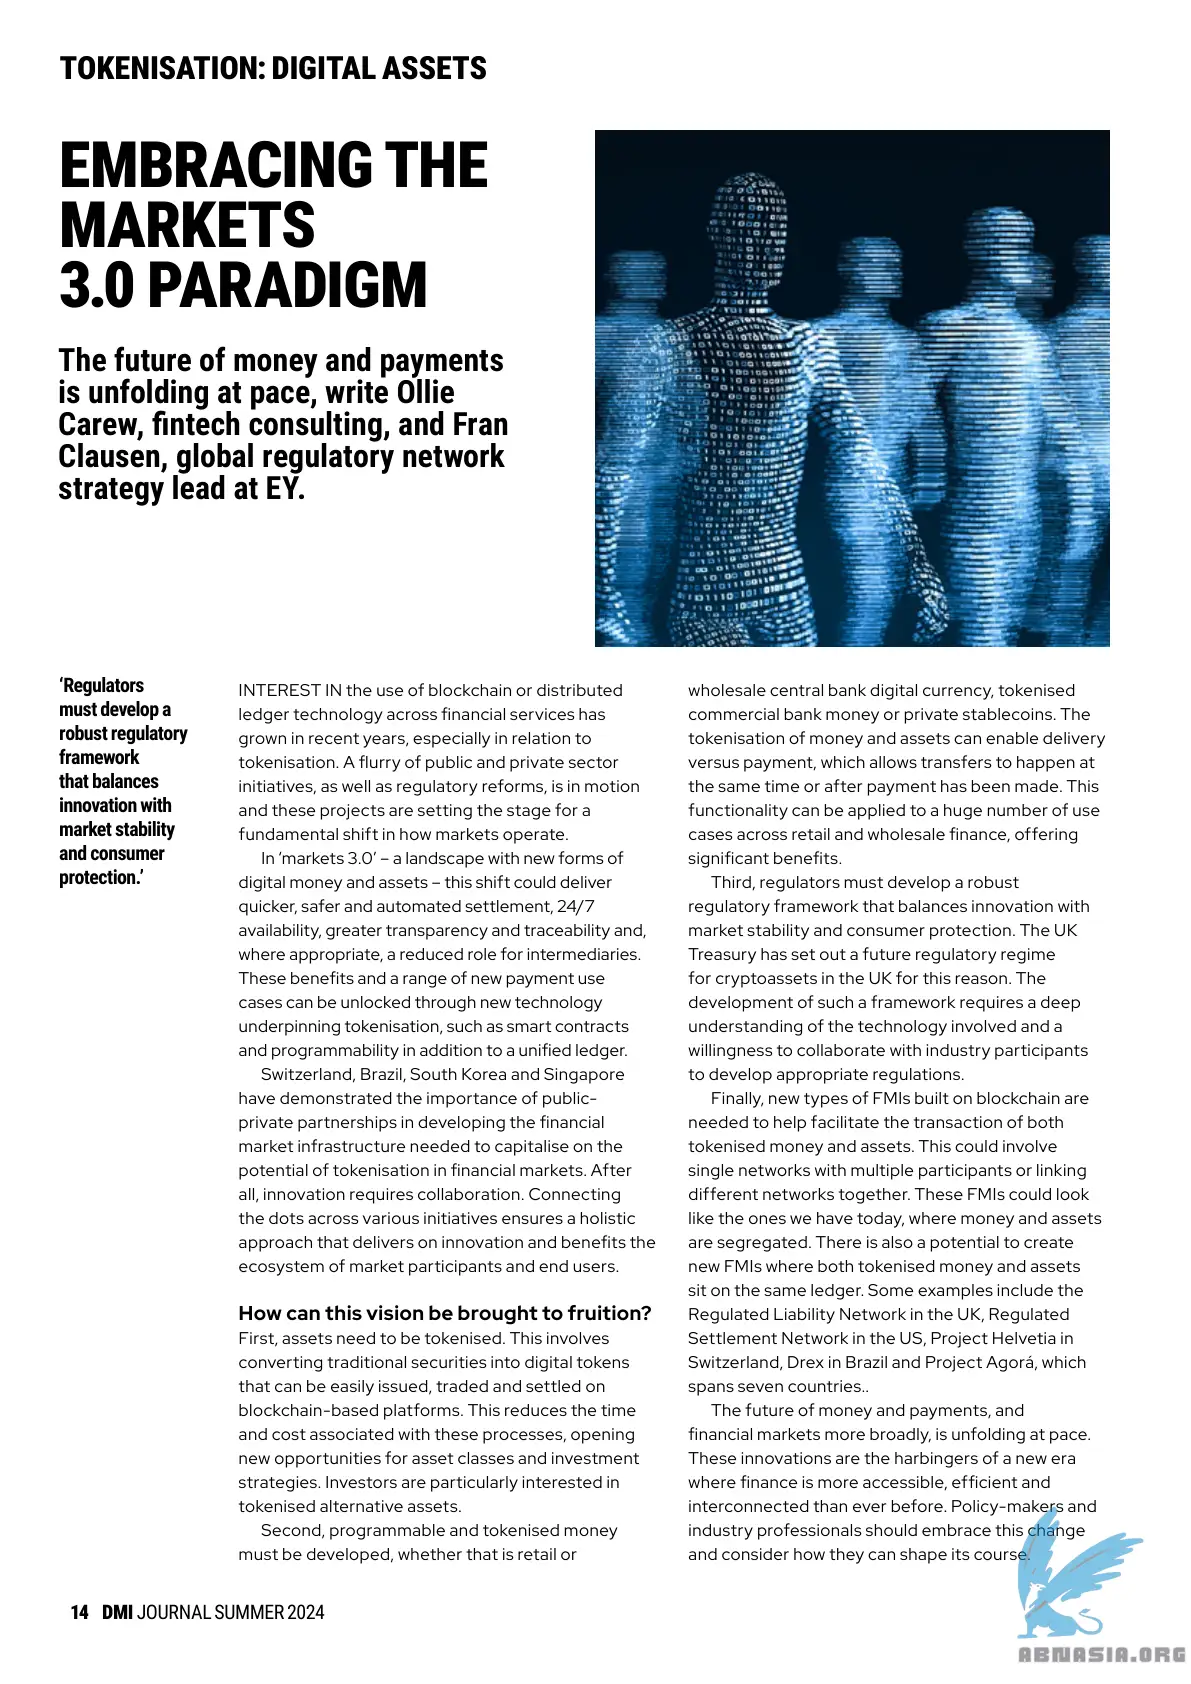 TOKENISATION: DIGITAL ASSETS
EMBRACING THE
MARKETS
3.0 PARADIGM
The future of money and payments
is unfolding at pace, write Ollie
Carew, fintech consulting, and Fran
Clausen, global regulatory network
strategy lead at EY.
‘Regulators
must develop a
robust regulatory
framework
that balances
innovation with
market stability
and consumer
protection.’
INTEREST IN the use of blockchain or distributed
ledger technology across financial services has
grown in recent years, especially in relation to
tokenisation. A flurry of public and private sector
initiatives, as well as regulatory reforms, is in motion
and these projects are setting the stage for a
fundamental shift in how markets operate.
In ‘markets 3.0’ – a landscape with new forms of
digital money and assets – this shift could deliver
quicker, safer and automated settlement, 24/7
availability, greater transparency and traceability and,
where appropriate, a reduced role for intermediaries.
These benefits and a range of new payment use
cases can be unlocked through new technology
underpinning tokenisation, such as smart contracts
and programmability in addition to a unified ledger.
Switzerland, Brazil, South Korea and Singapore
have demonstrated the importance of public-
private partnerships in developing the financial
market infrastructure needed to capitalise on the
potential of tokenisation in financial markets. After
all, innovation requires collaboration. Connecting
the dots across various initiatives ensures a holistic
approach that delivers on innovation and benefits the
ecosystem of market participants and end users.
How can this vision be brought to fruition?
First, assets need to be tokenised. This involves
converting traditional securities into digital tokens
that can be easily issued, traded and settled on
blockchain-based platforms. This reduces the time
and cost associated with these processes, opening
new opportunities for asset classes and investment
strategies. Investors are particularly interested in
tokenised alternative assets.
Second, programmable and tokenised money
must be developed, whether that is retail or
wholesale central bank digital currency, tokenised
commercial bank money or private stablecoins. The
tokenisation of money and assets can enable delivery
versus payment, which allows transfers to happen at
the same time or after payment has been made. This
functionality can be applied to a huge number of use
cases across retail and wholesale finance, offering
significant benefits.
Third, regulators must develop a robust
regulatory framework that balances innovation with
market stability and consumer protection. The UK
Treasury has set out a future regulatory regime
for cryptoassets in the UK for this reason. The
development of such a framework requires a deep
understanding of the technology involved and a
willingness to collaborate with industry participants
to develop appropriate regulations.
Finally, new types of FMIs built on blockchain are
needed to help facilitate the transaction of both
tokenised money and assets. This could involve
single networks with multiple participants or linking
different networks together. These FMIs could look
like the ones we have today, where money and assets
are segregated. There is also a potential to create
new FMIs where both tokenised money and assets
sit on the same ledger. Some examples include the
Regulated Liability Network in the UK, Regulated
Settlement Network in the US, Project Helvetia in
Switzerland, Drex in Brazil and Project Agorá, which
spans seven countries..
The future of money and payments, and
financial markets more broadly, is unfolding at pace.
These innovations are the harbingers of a new era
where finance is more accessible, efficient and
interconnected than ever before. Policy-makers and
industry professionals should embrace this change
and consider how they can shape its course.
14 DMI JOURNAL SUMMER 2024
ABNASIA.ORG